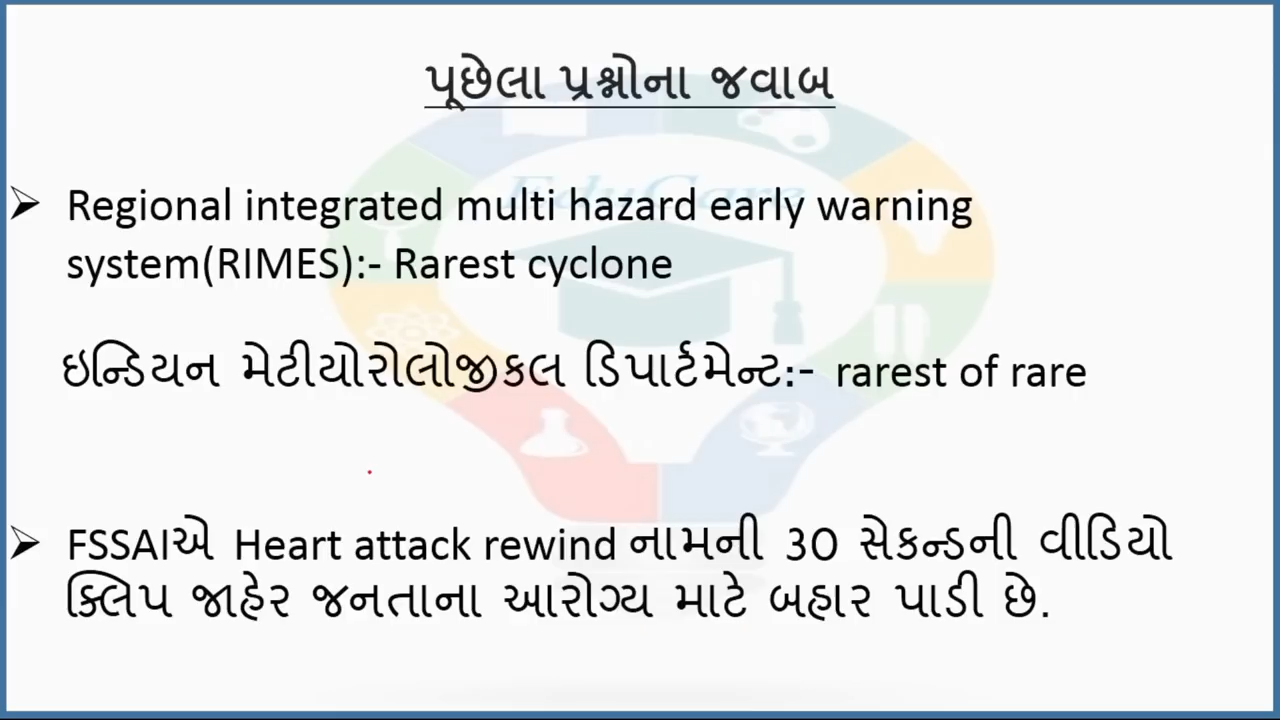 પૂછેલા પ્રશ્નોના જવાબ
EduCare
➢ Regional integrated multi hazard early warning
system(RIMES):- Rarest cyclone
ઇન્ડિયન મેટીયોરોલોજીકલ ડિપાર્ટમેન્ટ:- rarest of rare
➢ FSSAIએ Heart attack rewind નામની 30 સેકન્ડની વીડિયો
ક્લિપ જાહેર જનતાના આરોગ્ય માટે બહાર પાડી છે.